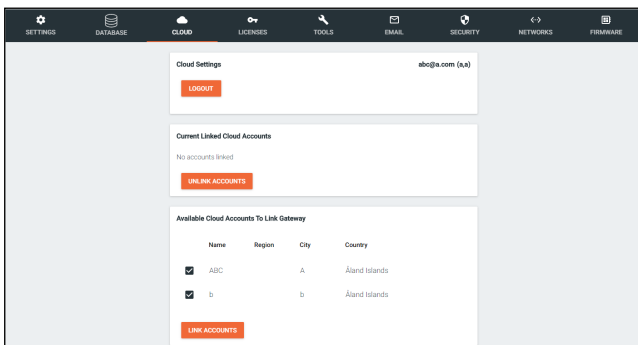 SETTINGS DATABASE CLOUD LICENSES TOOLS EMAIL SECURITY NETWORKS FIRMWARE
Cloud Settings abc@a.com (a,a)
LOGOUT
Current Linked Cloud Accounts
No accounts linked
UNLINK ACCOUNTS
Available Cloud Accounts To Link Gateway
Name Region City Country
ABC A Åland Islands
b b Åland Islands
LINK ACCOUNTS